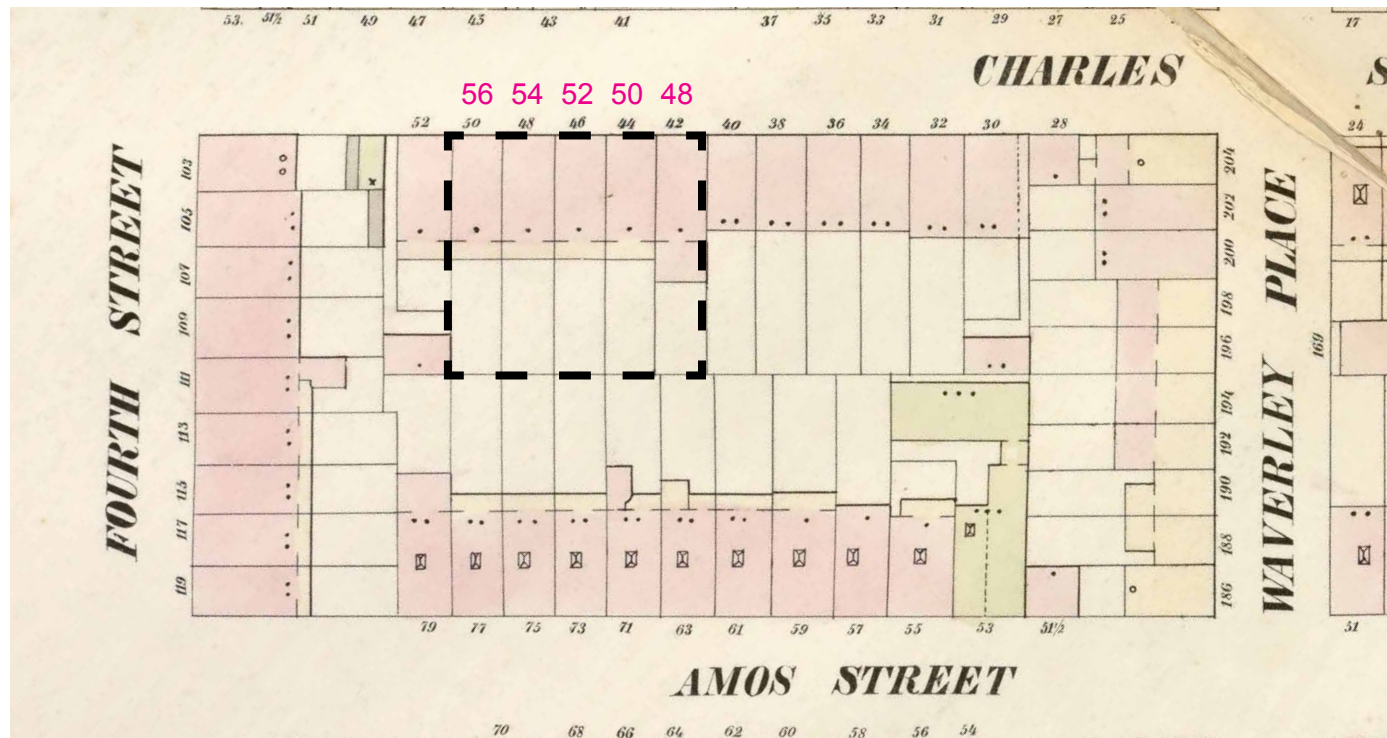 53. 51½ 51 49 47 45 43 41 37 35 33 31 29 27 25 17
CHARLES S
56 54 52 50 48
52 50 48 46 44 42 40 38 36 34 32 30 28 24
FOURTH STREET
103
105
107
109
111
113
115
117
119
204
202
200
198
196
194
192
190
188
186
WAVERLEY PLACE
169
79 77 75 73 71 63 61 59 57 55 53 51½ 51
AMOS STREET
70 68 66 64 62 60 58 56 54